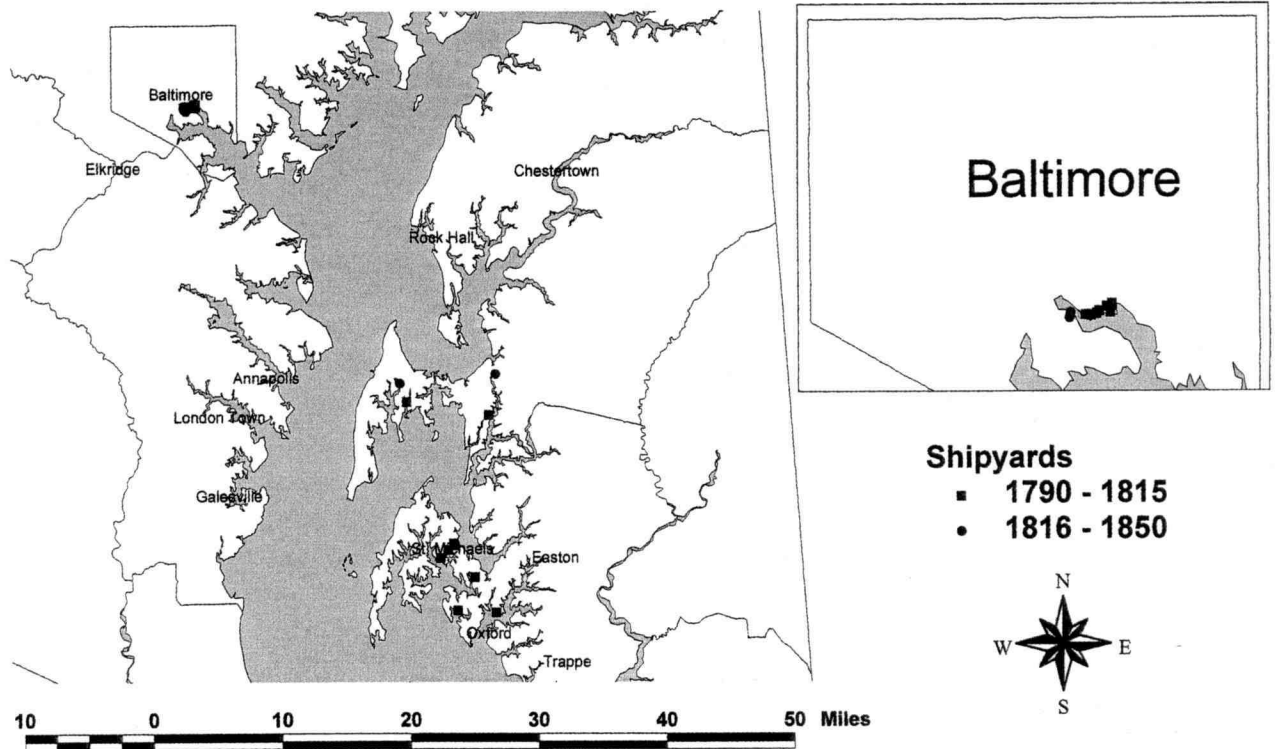 Baltimore
Elkridge
Chestertown
Rock Hall
Annapolis
London Town
Galesville
St. Michaels
Easton
Oxford
Trappe
10 0 10 20 30 40 50 Miles
Baltimore
Shipyards
1790 - 1815
1816 - 1850
N
W E
S